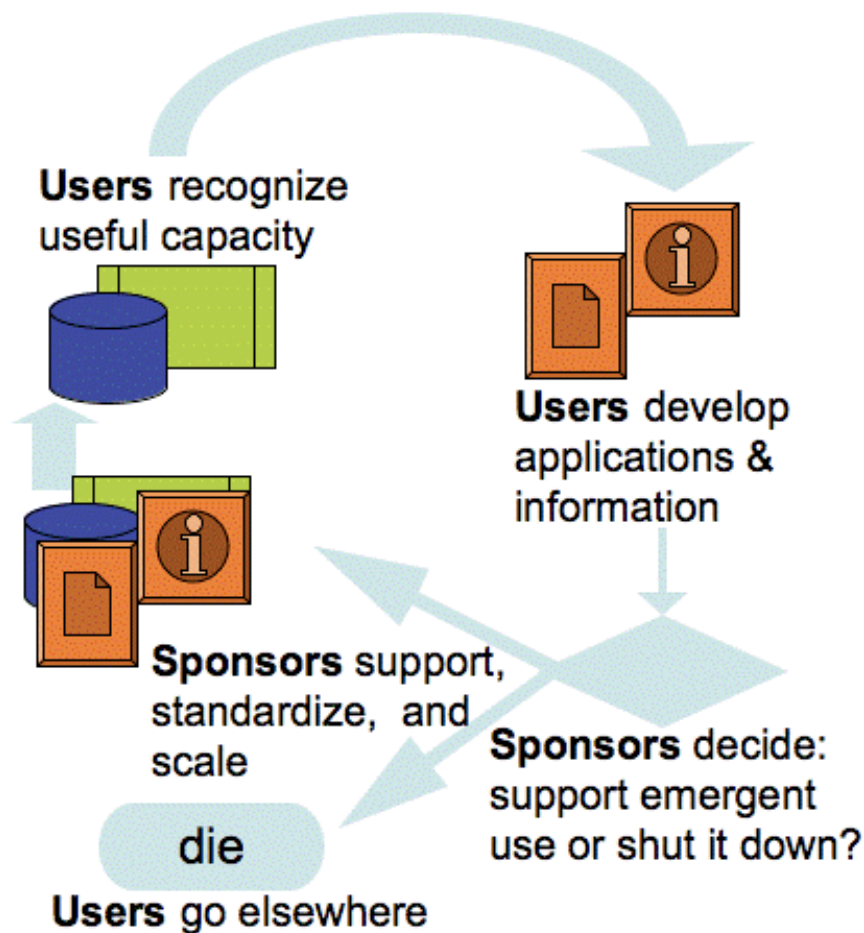 Users recognize
useful capacity
Users develop
applications &
information
Sponsors decide:
support emergent
use or shut it down?
Sponsors support,
standardize, and
scale
die
Users go elsewhere